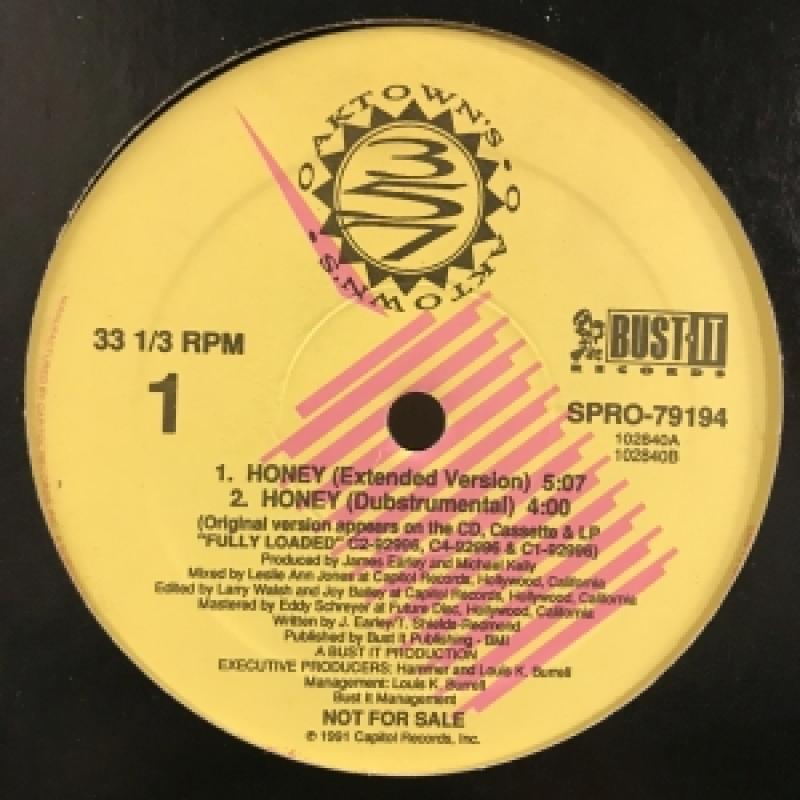 OAKTOWN'S
357
OAKTOWN'S
33 1/3 RPM
1
BUST IT
RECORDS
SPRO-79194
102840A
102840B
1. HONEY (Extended Version) 5:07
2. HONEY (Dubstrumental) 4:00
(Original version appears on the CD, Cassette & LP
"FULLY LOADED" C2-92996, C4-92996 & C1-92996)
Produced by James Earley and Michael Kelly
Mixed by Leslie Ann Jones at Capitol Records, Hollywood, California
Edited by Larry Walsh and Joy Bailey at Capitol Records, Hollywood, California
Mastered by Eddy Schreyer at Future Disc, Hollywood, California
Written by J. Earley/T. Shields-Redmond
Published by Bust It Publishing - BMI
A BUST IT PRODUCTION
EXECUTIVE PRODUCERS: Hammer and Louis K. Burrell
Management: Louis K. Burrell
Bust It Management
NOT FOR SALE
℗ 1991 Capitol Records, Inc.